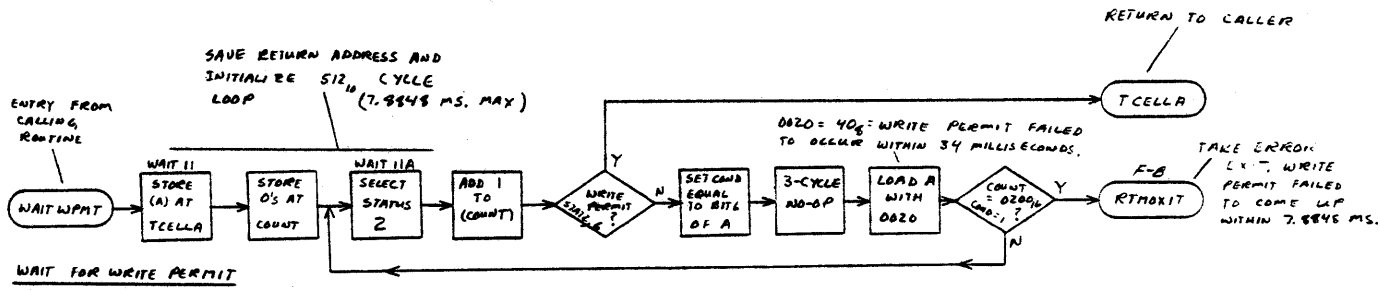 RETURN TO CALLER
SAVE RETURN ADDRESS AND
INITIALIZE 512₁₀ CYCLE
LOOP (7.8848 MS. MAX)
ENTRY FROM
CALLING
ROUTINE
TCELLA
0020 = 40₈ = WRITE PERMIT FAILED
TO OCCUR WITHIN 34 MILLISECONDS.
WAITWPMT
WAIT 11
STORE
(A) AT
TCELLA
STORE
0'S AT
COUNT
WAIT 11A
SELECT
STATUS
2
ADD 1
TO
(COUNT)
WRITE
PERMIT
?
Y
N
SET COND
EQUAL
TO BIT 6
OF A
3-CYCLE
NO-OP
LOAD A
WITH
0020
COUNT
= 0200₁₆
COND=1
?
Y
N
F-B
RTMOXIT
TAKE ERROR
EXIT, WRITE
PERMIT FAILED
TO COME UP
WITHIN 7.8848 MS.
WAIT FOR WRITE PERMIT